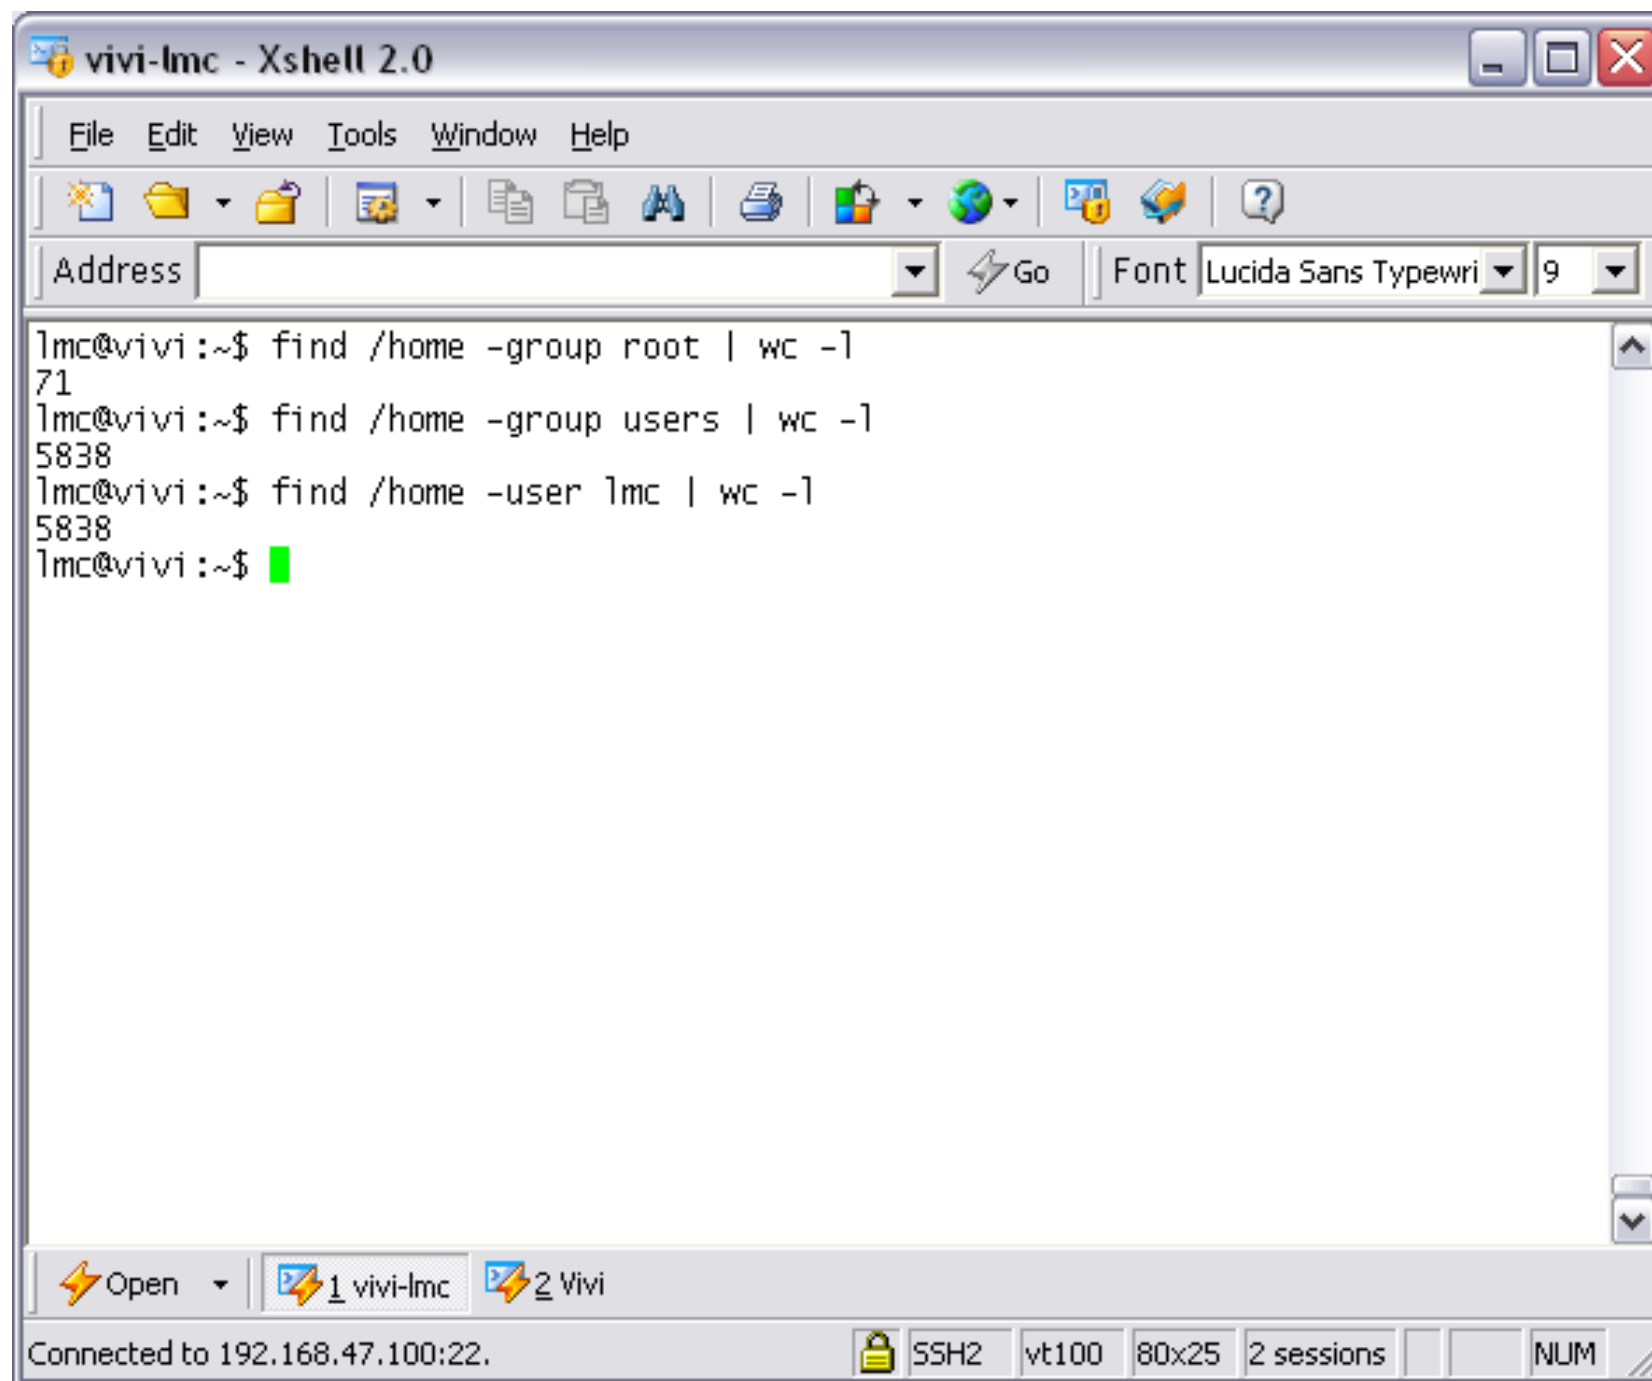 vivi-lmc - Xshell 2.0
File Edit View Tools Window Help
Address Go Font Lucida Sans Typewri 9
lmc@vivi:~$ find /home -group root | wc -l
71
lmc@vivi:~$ find /home -group users | wc -l
5838
lmc@vivi:~$ find /home -user lmc | wc -l
5838
lmc@vivi:~$
Open 1 vivi-lmc 2 Vivi
Connected to 192.168.47.100:22. SSH2 vt100 80x25 2 sessions NUM